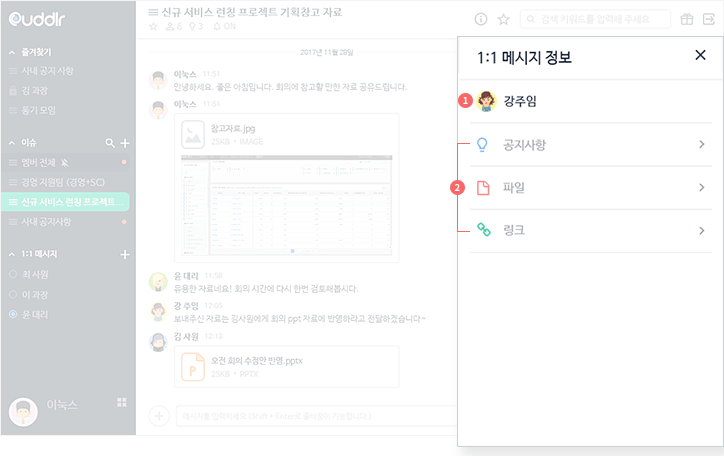 Quddlr
즐겨찾기
사내 공지 사항
김 과장
동기 모임
이슈
멤버 전체
경영 지원팀 (경영+SC)
신규 서비스 런칭 프로젝트...
사내 공지사항
1:1 메시지
최 사원
이 과장
윤 대리
이눅스
신규 서비스 런칭 프로젝트 기획참고 자료
6 3 ON
검색 키워드를 입력해 주세요
2017년 11월 28일
이눅스 11:51
안녕하세요. 좋은 아침입니다. 회의에 참고할 만한 자료 공유드립니다.
이눅스 11:51
참고자료.jpg
25KB • IMAGE
윤 대리 11:58
유용한 자료네요! 회의 시간에 다시 한번 검토해봅시다.
강 주임 12:05
보내주신 자료는 김사원에게 회의 ppt 자료에 반영하라고 전달하겠습니다~
김 사원 12:13
오전 회의 수정안 반영.pptx
25KB • PPTX
P
메시지를 입력하세요 (Shift + Enter로 줄바꿈이 가능합니다.)
1:1 메시지 정보
1 강주임
공지사항
2 파일
링크